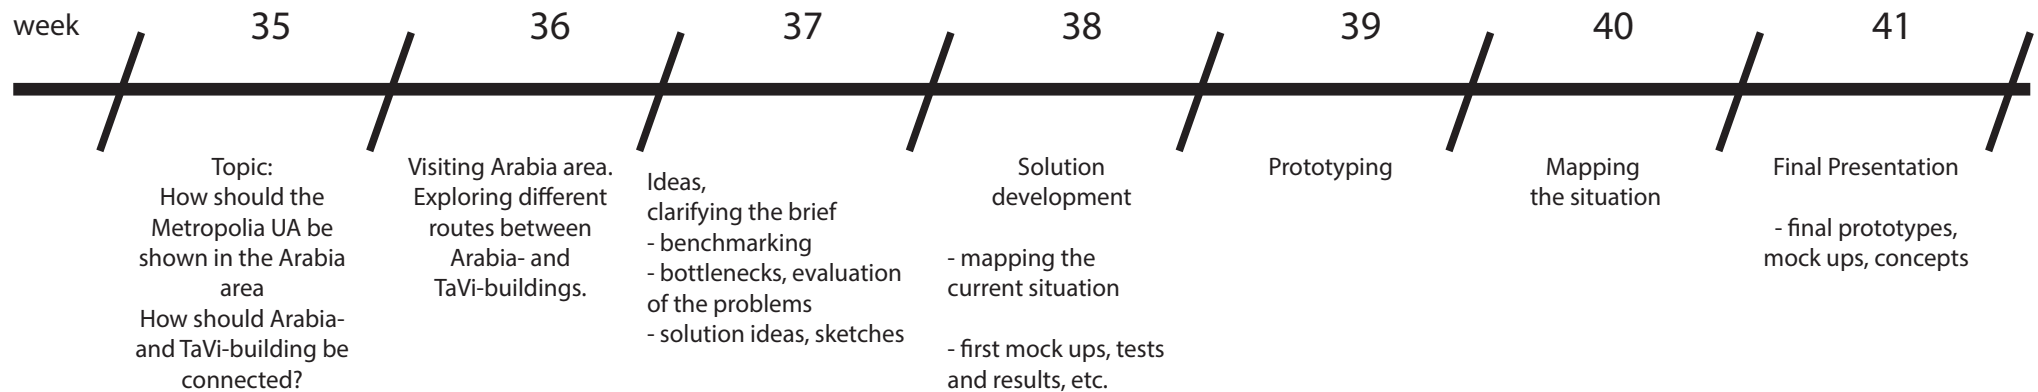 week 35 36 37 38 39 40 41
Topic:
How should the
Metropolia UA be
shown in the Arabia
area
How should Arabia-
and TaVi-building be
connected?
Visiting Arabia area.
Exploring different
routes between
Arabia- and
TaVi-buildings.
Ideas,
clarifying the brief
- benchmarking
- bottlenecks, evaluation
of the problems
- solution ideas, sketches
Solution
development
- mapping the
current situation
- first mock ups, tests
and results, etc.
Prototyping
Mapping
the situation
Final Presentation
- final prototypes,
mock ups, concepts